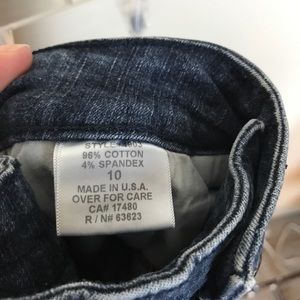 STYLE
96% COTTON
4% SPANDEX
10
MADE IN U.S.A.
OVER FOR CARE
CA# 17480
R / N# 63623